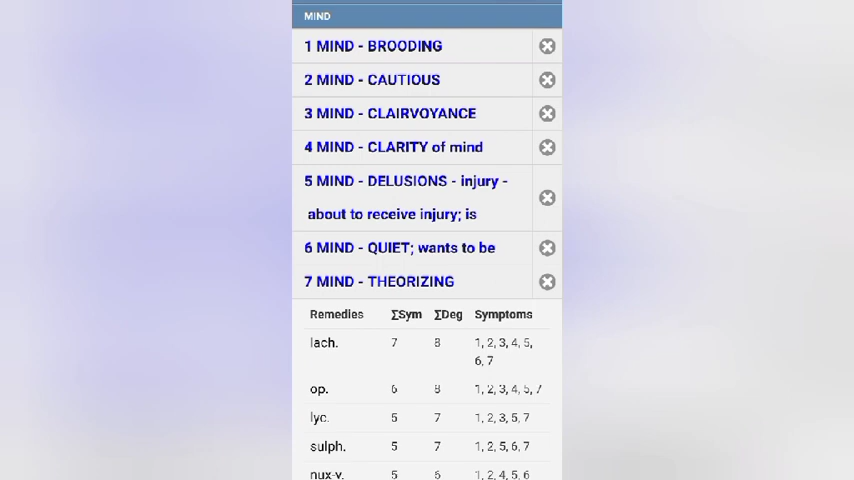 MIND
1 MIND - BROODING
2 MIND - CAUTIOUS
3 MIND - CLAIRVOYANCE
4 MIND - CLARITY of mind
5 MIND - DELUSIONS - injury -
about to receive injury; is
6 MIND - QUIET; wants to be
7 MIND - THEORIZING
Remedies ∑Sym ∑Deg Symptoms
lach. 7 8 1, 2, 3, 4, 5,
6, 7
op. 6 8 1, 2, 3, 4, 5, 7
lyc. 5 7 1, 2, 3, 5, 7
sulph. 5 7 1, 2, 5, 6, 7
nux-v. 5 6 1, 2, 4, 5, 6